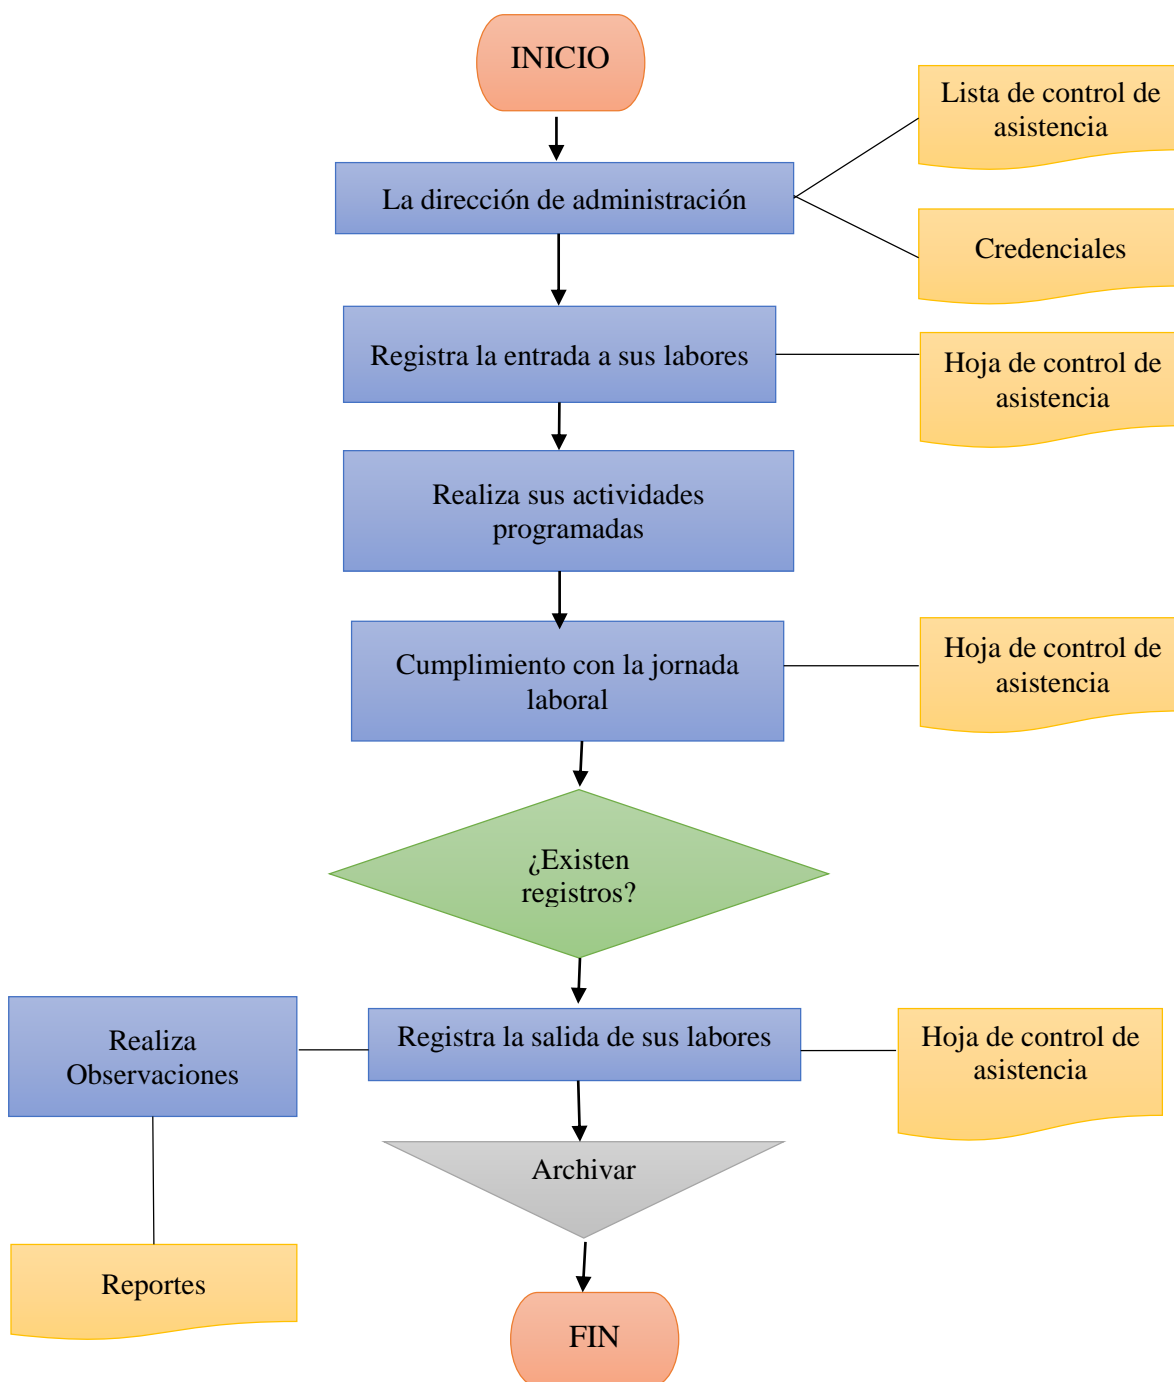 INICIO
Lista de control de
asistencia
La dirección de administración
Credenciales
Registra la entrada a sus labores
Hoja de control de
asistencia
Realiza sus actividades
programadas
Cumplimiento con la jornada
laboral
Hoja de control de
asistencia
¿Existen
registros?
Realiza
Observaciones
Registra la salida de sus labores
Hoja de control de
asistencia
Archivar
Reportes
FIN